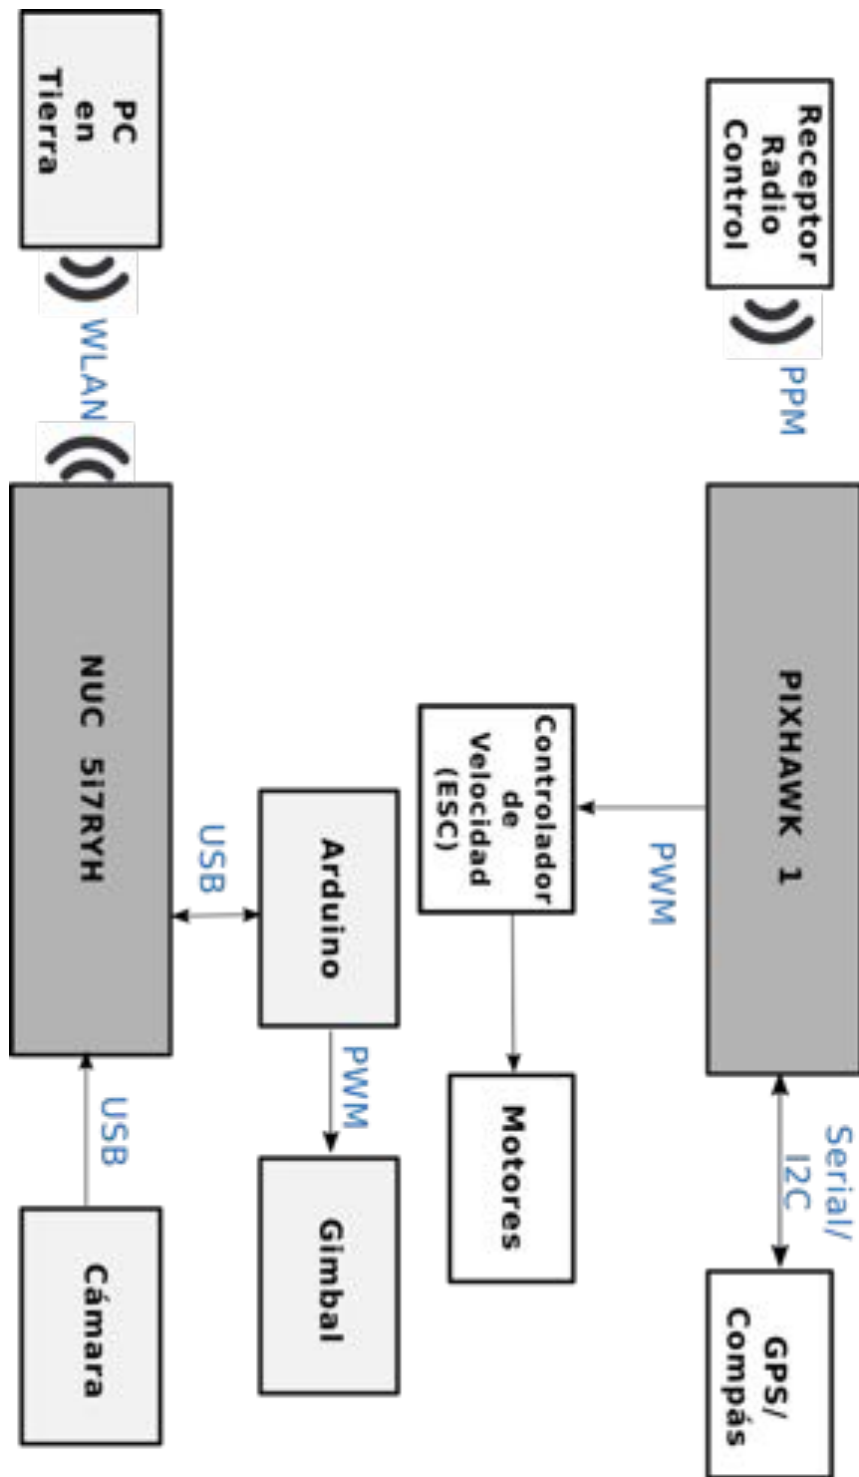 Receptor
Radio
Control
PPM
PIXHAWK 1
Serial/
I2C
GPS/
Compás
PWM
Controlador
de
Velocidad
(ESC)
Motores
Arduino
PWM
Gimbal
USB
PC
en
Tierra
WLAN
NUC 5i7RYH
USB
Cámara